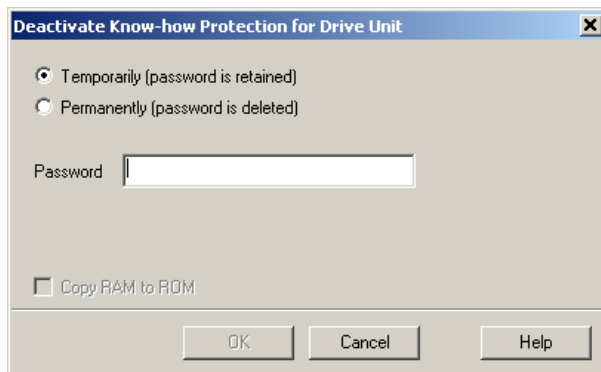 Deactivate Know-how Protection for Drive Unit
Temporarily (password is retained)
Permanently (password is deleted)
Password
Copy RAM to ROM
OK Cancel Help